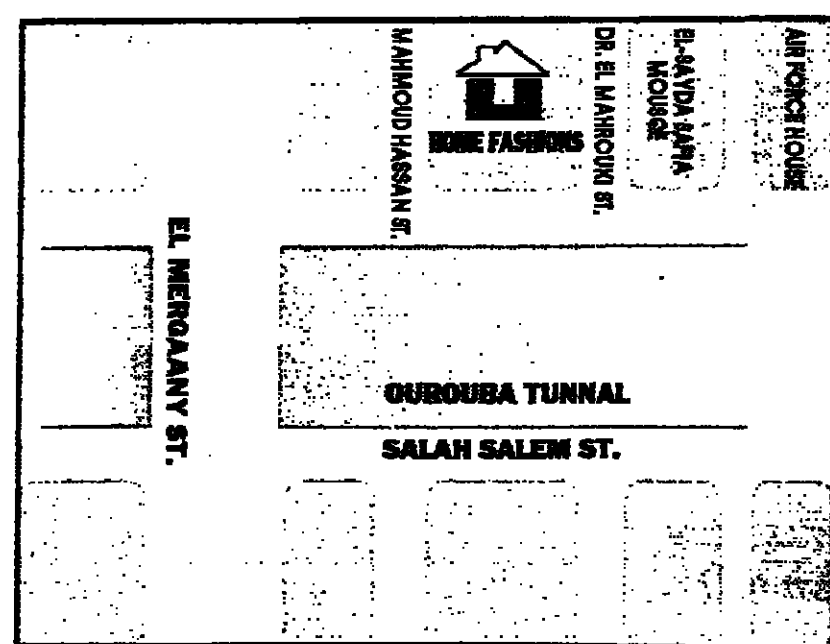 MAHMOUD HASSAN ST.
HOME FASHIONS
DR. EL MAHROUKI ST.
EL-SAYDA SAFIA
MOUSQE
AIR FORCE HOUSE
EL MERGAANY ST.
OUROUBA TUNNAL
SALAH SALEM ST.